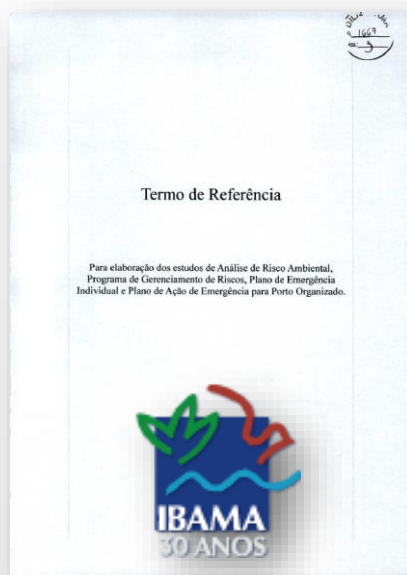 1669
Termo de Referência
Para elaboração dos estudos de Análise de Risco Ambiental,
Programa de Gerenciamento de Riscos, Plano de Emergência
Individual e Plano de Ação de Emergência para Porto Organizado.
IBAMA
30 ANOS